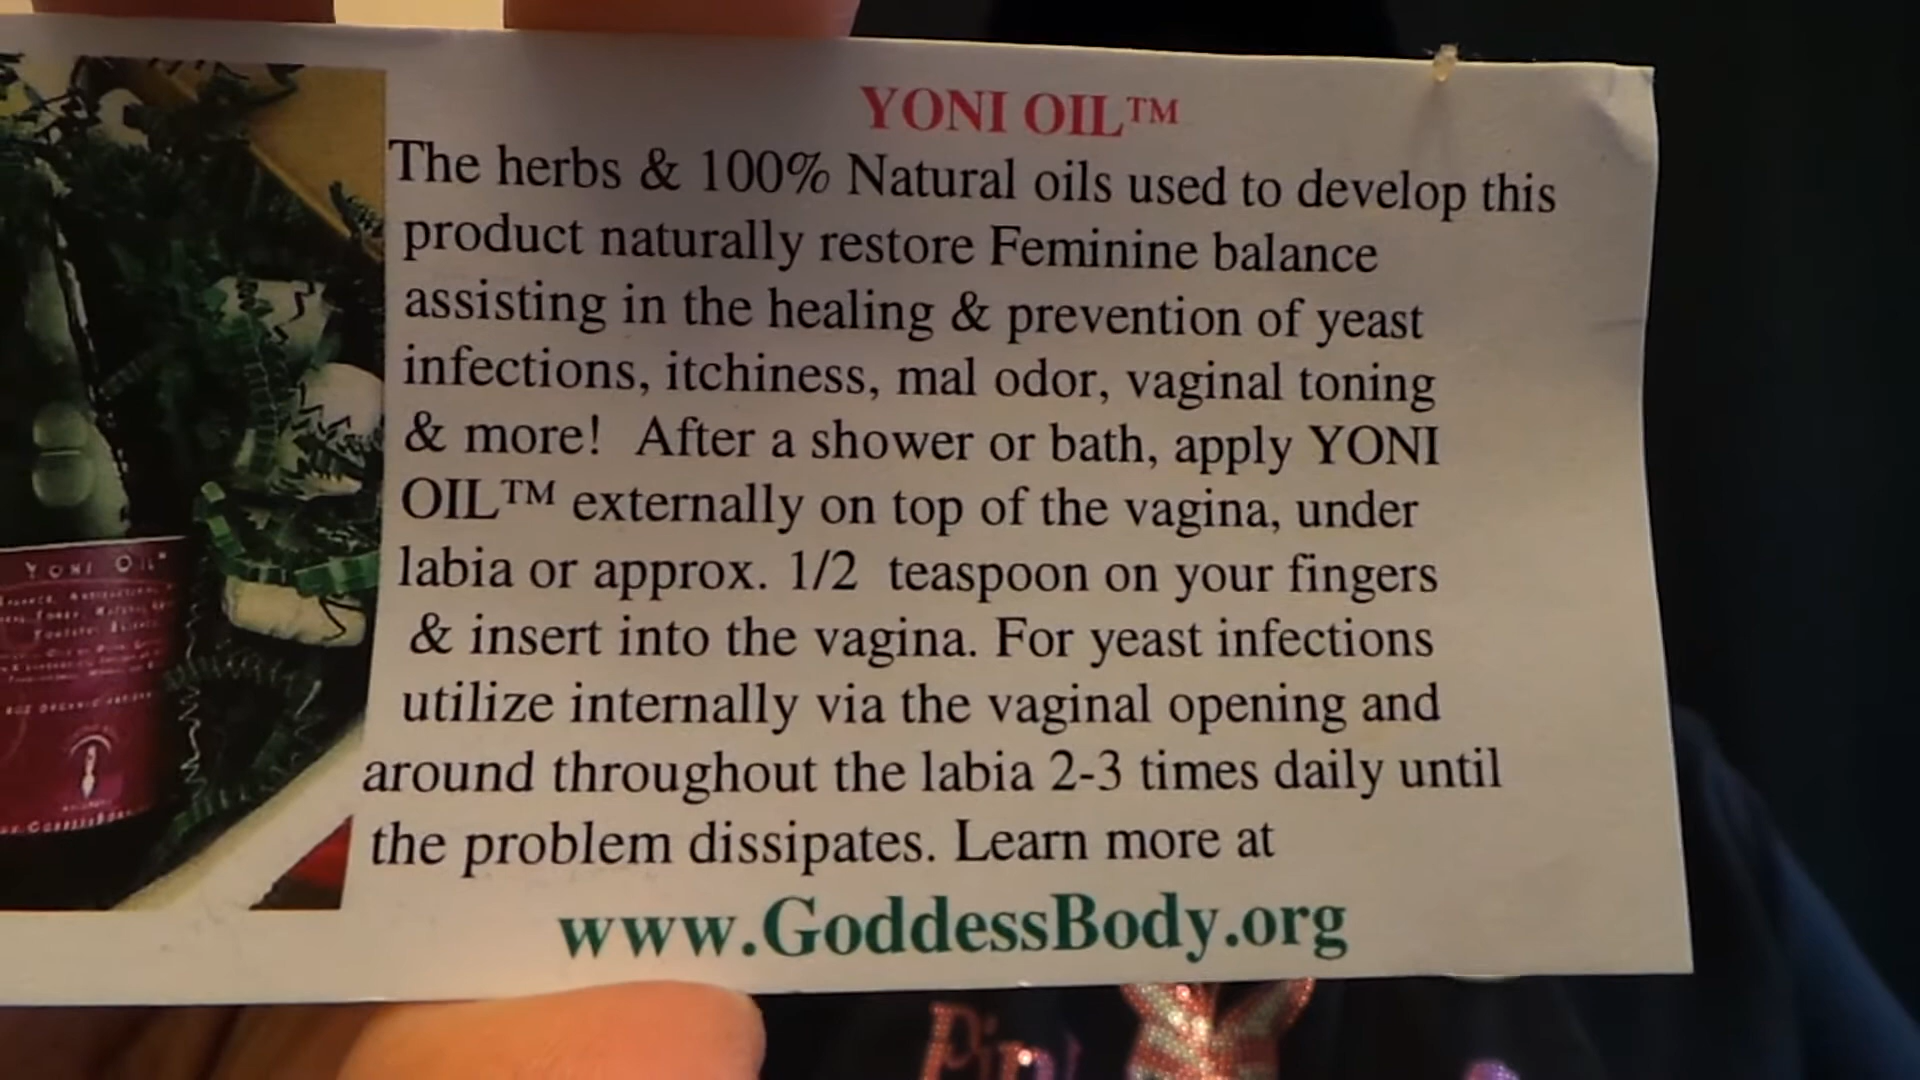 YONI OIL™
The herbs & 100% Natural oils used to develop this
product naturally restore Feminine balance
assisting in the healing & prevention of yeast
infections, itchiness, mal odor, vaginal toning
& more! After a shower or bath, apply YONI
OIL™ externally on top of the vagina, under
labia or approx. 1/2 teaspoon on your fingers
& insert into the vagina. For yeast infections
utilize internally via the vaginal opening and
around throughout the labia 2-3 times daily until
the problem dissipates. Learn more at
www.GoddessBody.org
YONI OIL
Pin